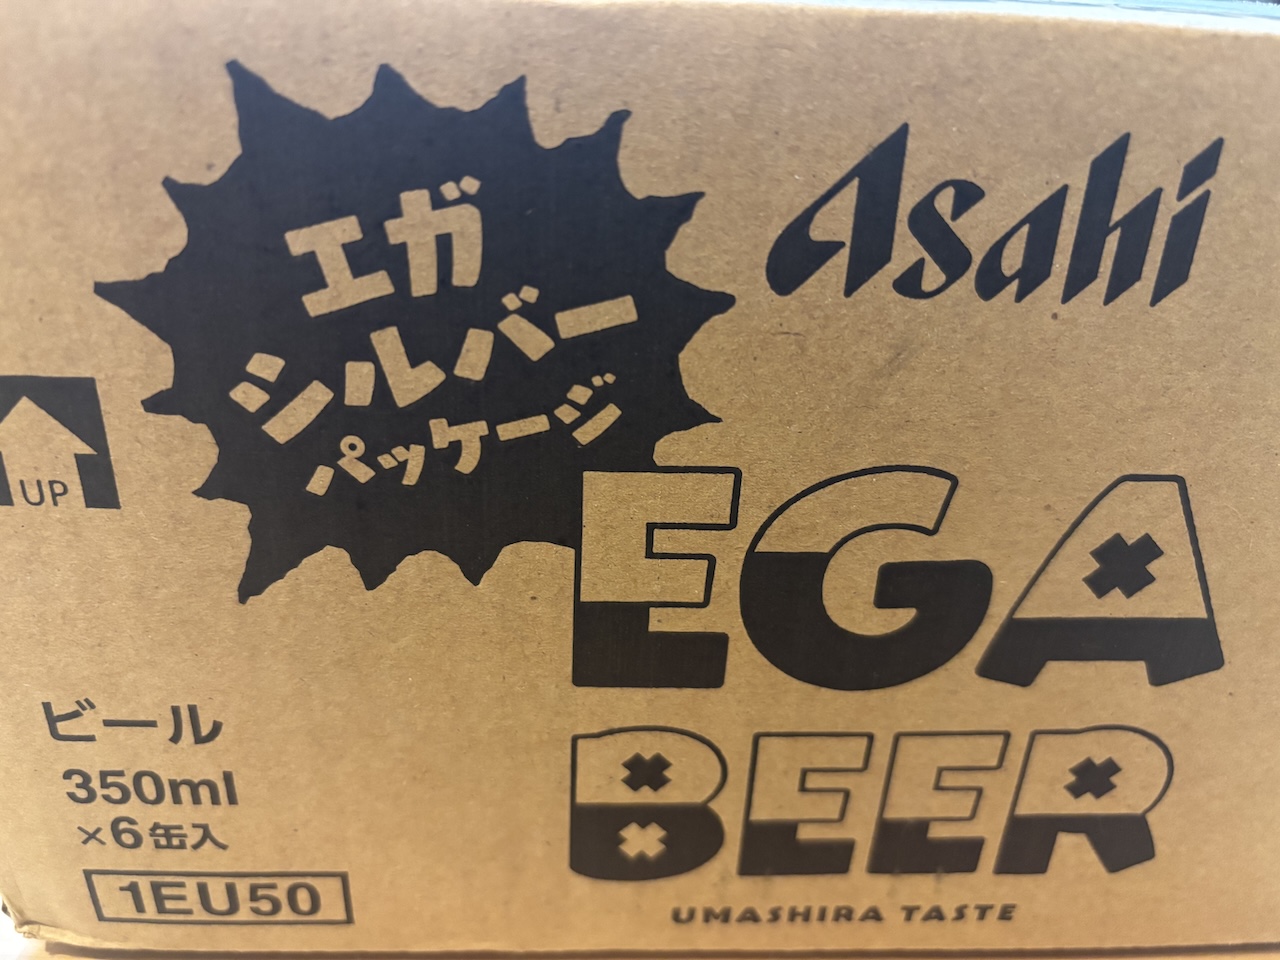 エガ
シルバー
パッケージ
Asahi
UP
EGA
BEER
UMASHIRA TASTE
ビール
350ml
×6缶入
1EU50